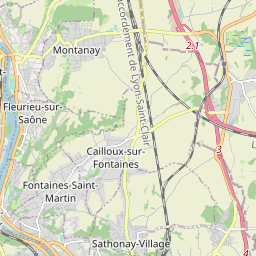 Montanay
2.1
Raccordement de Lyon-Saint-Clair
Fleurieu-sur-
Saône
3
Cailloux-sur-
Fontaines
Fontaines-Saint-
Martin
Sathonay-Village